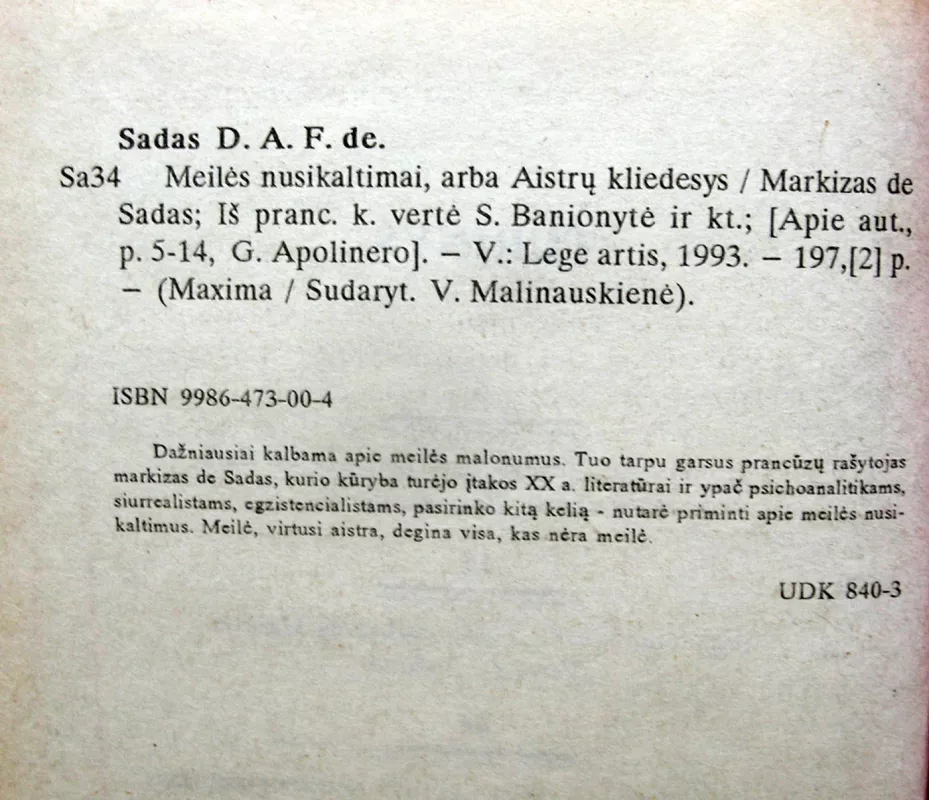 Sadas D. A. F. de.
Sa34 Meilės nusikaltimai, arba Aistrų kliedesys / Markizas de
Sadas; Iš pranc. k. vertė S. Banionytė ir kt.; [Apie aut.,
p. 5-14, G. Apolinero]. — V.: Lege artis, 1993. — 197,[2] p.
— (Maxima / Sudaryt. V. Malinauskienė).
ISBN 9986-473-00-4
Dažniausiai kalbama apie meilės malonumus. Tuo tarpu garsus prancūzų rašytojas
markizas de Sadas, kurio kūryba turėjo įtakos XX a. literatūrai ir ypač psichoanalitikams,
siurrealistams, egzistencialistams, pasirinko kitą kelią - nutarė priminti apie meilės nusi-
kaltimus. Meilė, virtusi aistra, degina visa, kas nėra meilė.
UDK 840-3